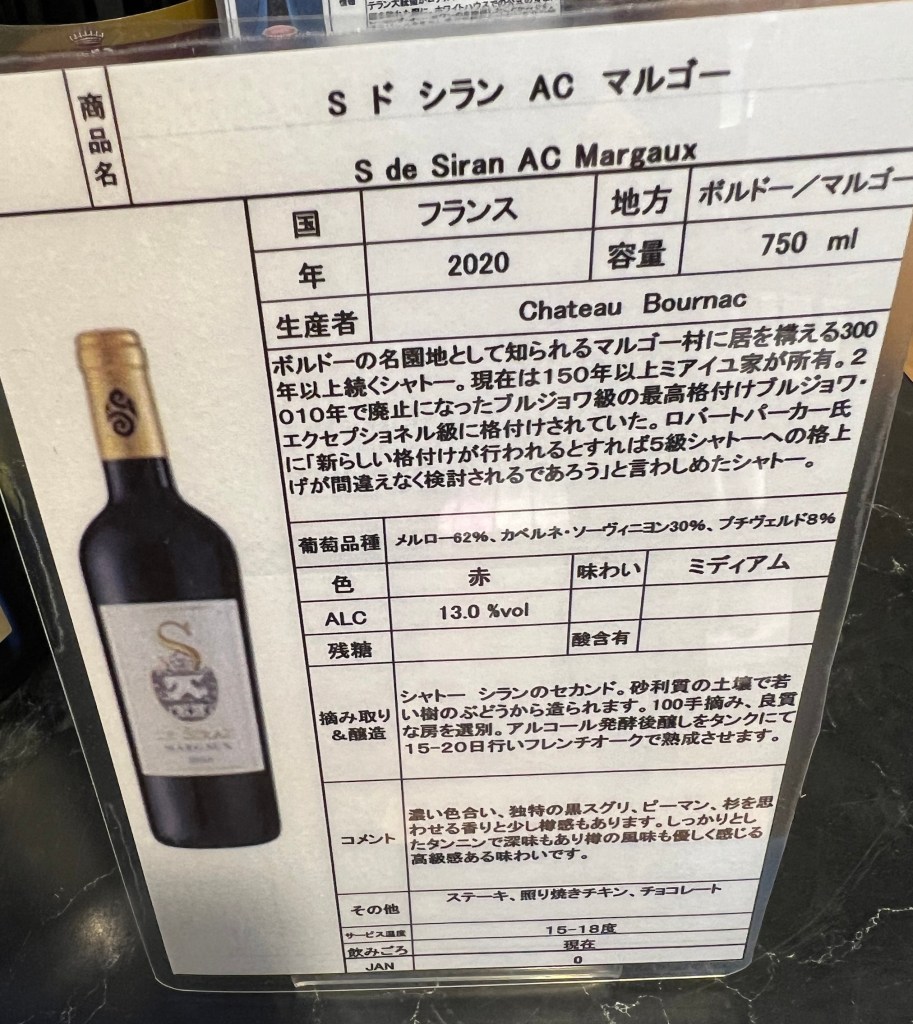 商品名
S ド シラン AC マルゴー
S de Siran AC Margaux
国 フランス 地方 ボルドー／マルゴー
年 2020 容量 750 ml
生産者 Chateau Bournac
ボルドーの名園地として知られるマルゴー村に居を構える300
年以上続くシャトー。現在は150年以上ミアイユ家が所有。2
010年で廃止になったブルジョワ級の最高格付けブルジョワ・
エクセプショネル級に格付けされていた。ロバートパーカー氏
に「新らしい格付けが行われるとすれば5級シャトーへの格上
げが間違えなく検討されるであろう」と言わしめたシャトー。
葡萄品種 メルロー62%、カベルネ・ソーヴィニヨン30%、プチヴェルド8%
色 赤 味わい ミディアム
ALC 13.0 %vol
残糖 酸含有
摘み取り
&醸造
シャトー シランのセカンド。砂利質の土壌で若
い樹のぶどうから造られます。100手摘み、良質
な房を選別。アルコール発酵後醸しをタンクにて
15-20日行いフレンチオークで熟成させます。
コメント
濃い色合い、独特の黒スグリ、ピーマン、杉を思
わせる香りと少し樽感もあります。しっかりとし
たタンニンで深味もあり樽の風味も優しく感じる
高級感ある味わいです。
その他 ステーキ、照り焼きチキン、チョコレート
サービス温度 15-18度
飲みごろ 現在
JAN 0
S
MARGAUX